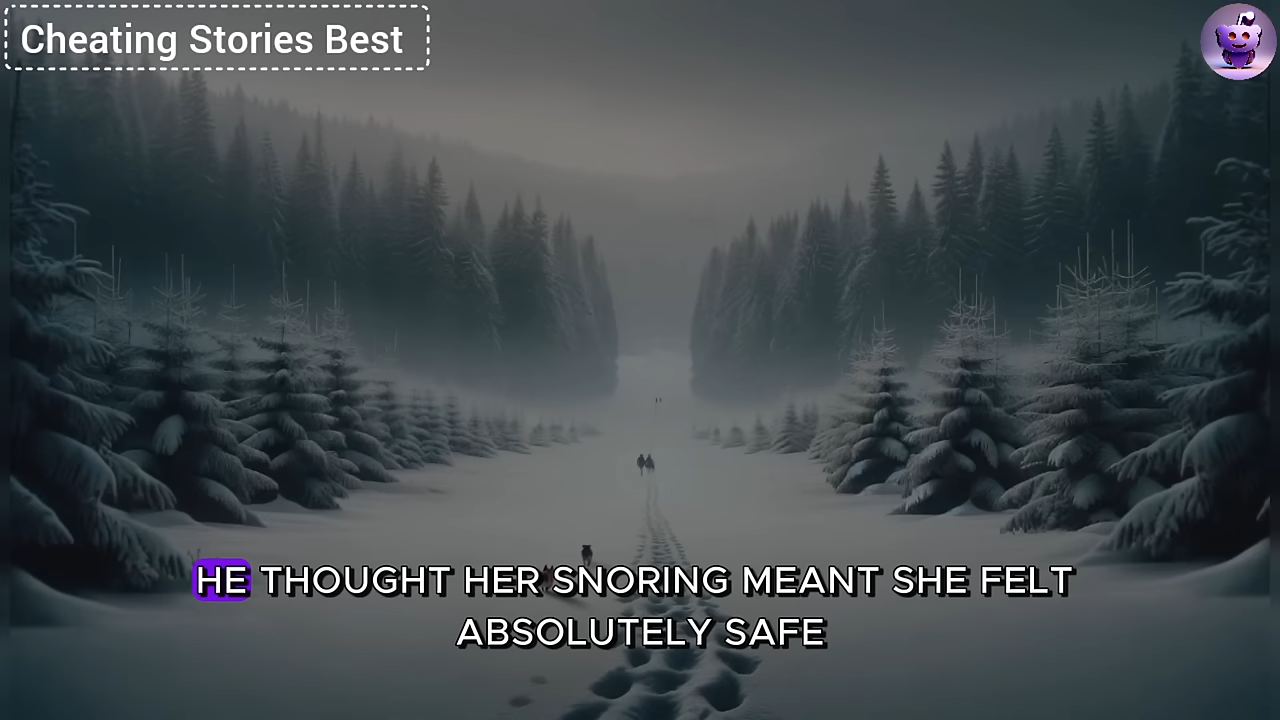 Cheating Stories Best
HE THOUGHT HER SNORING MEANT SHE FELT
ABSOLUTELY SAFE